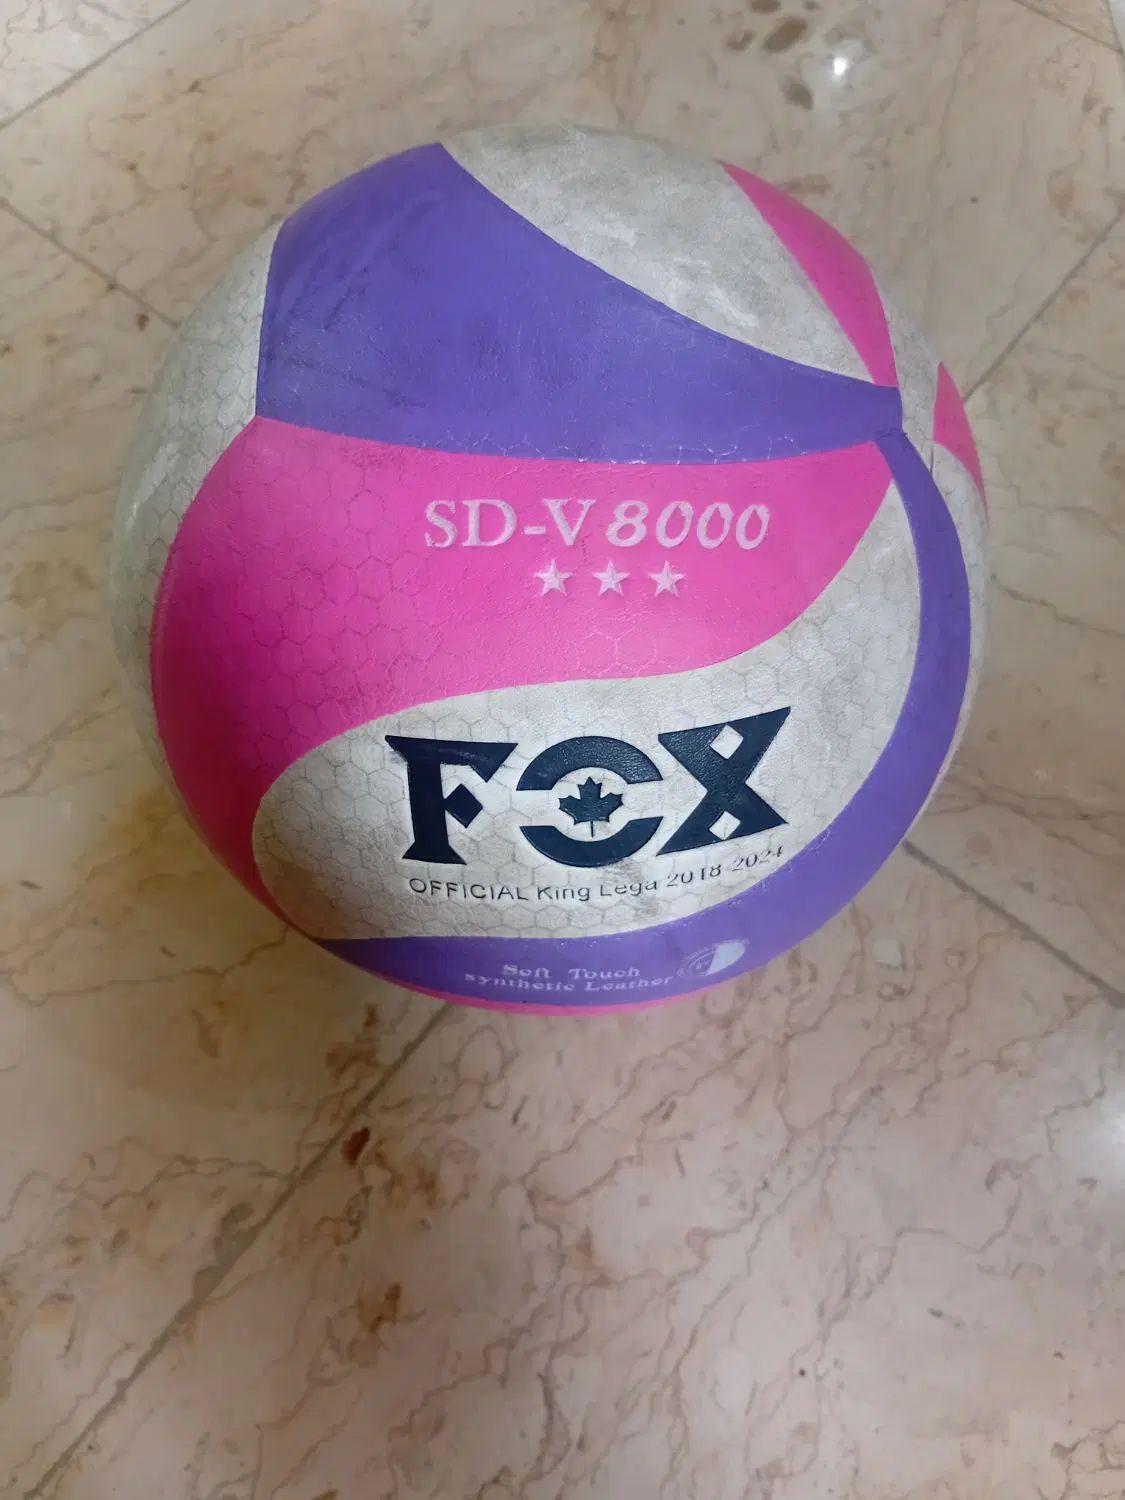 SD-V 8000
FOX
OFFICIAL King Lega 2018-2024
Soft Touch
synthetic Leather